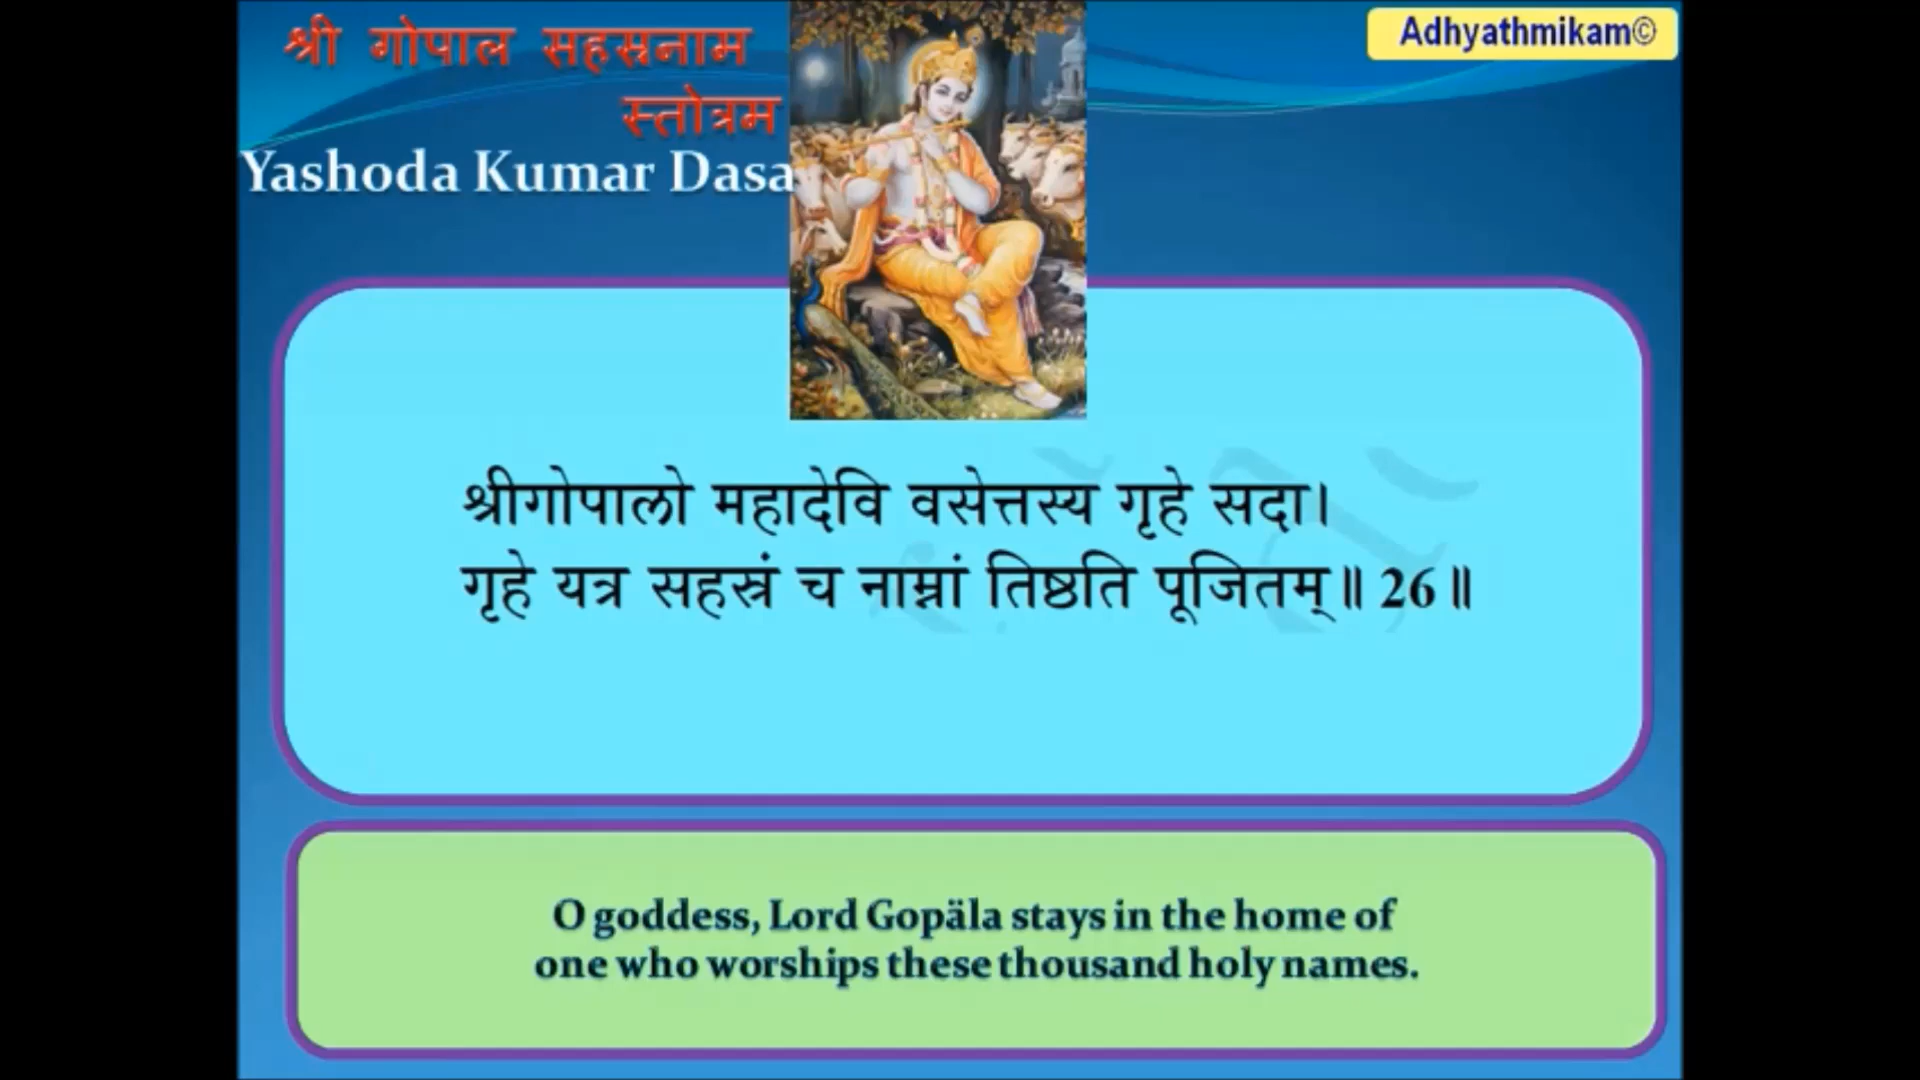 श्री गोपाल सहस्रनाम
स्तोत्रम
Yashoda Kumar Dasa
Adhyathmikam©
श्रीगोपालो महादेवि वसेत्तस्य गृहे सदा।
गृहे यत्र सहस्रं च नाम्नां तिष्ठति पूजितम्॥ 26॥
O goddess, Lord Gopäla stays in the home of
one who worships these thousand holy names.